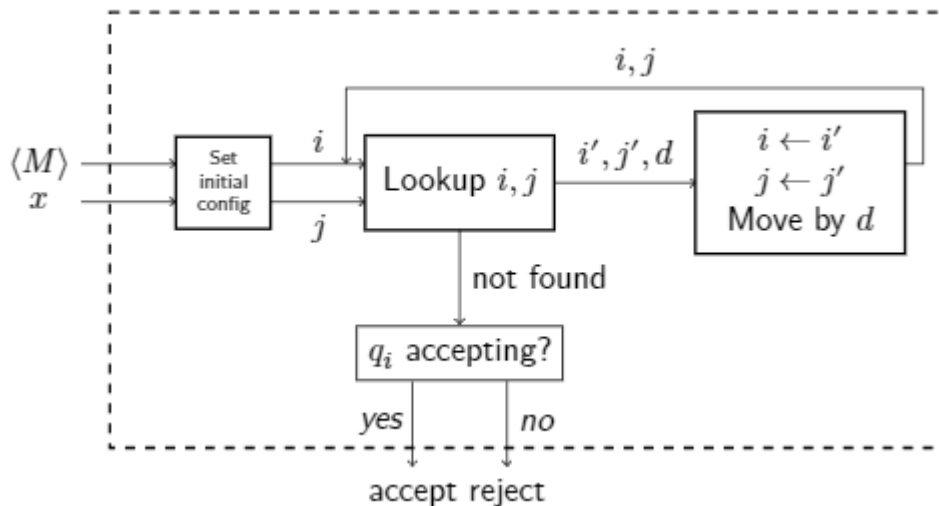 i, j
⟨M⟩
x
Set
initial
config
i
j
Lookup i, j
i′, j′, d
i ← i′
j ← j′
Move by d
not found
q_i accepting?
yes
no
accept reject